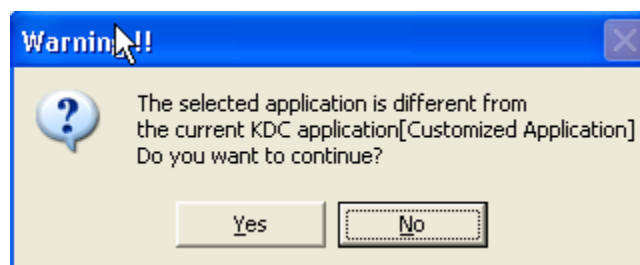 Warning!!
The selected application is different from
the current KDC application[Customized Application]
Do you want to continue?
Yes
No